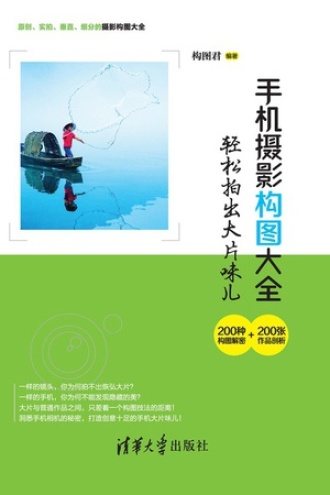 原创、实拍、垂直、细分的摄影构图大全
构图君 编著
手机摄影构图大全
轻松拍出大片味儿
200种
构图解密
+
200张
作品剖析
一样的镜头，你为何拍不出恢弘大片？
一样的手机，你为何不能发现隐藏的美？
大片与普通作品之间，只差着一个构图技法的距离！
洞悉手机相机的秘密，打造创意十足的手机大片味儿！
清华大学出版社